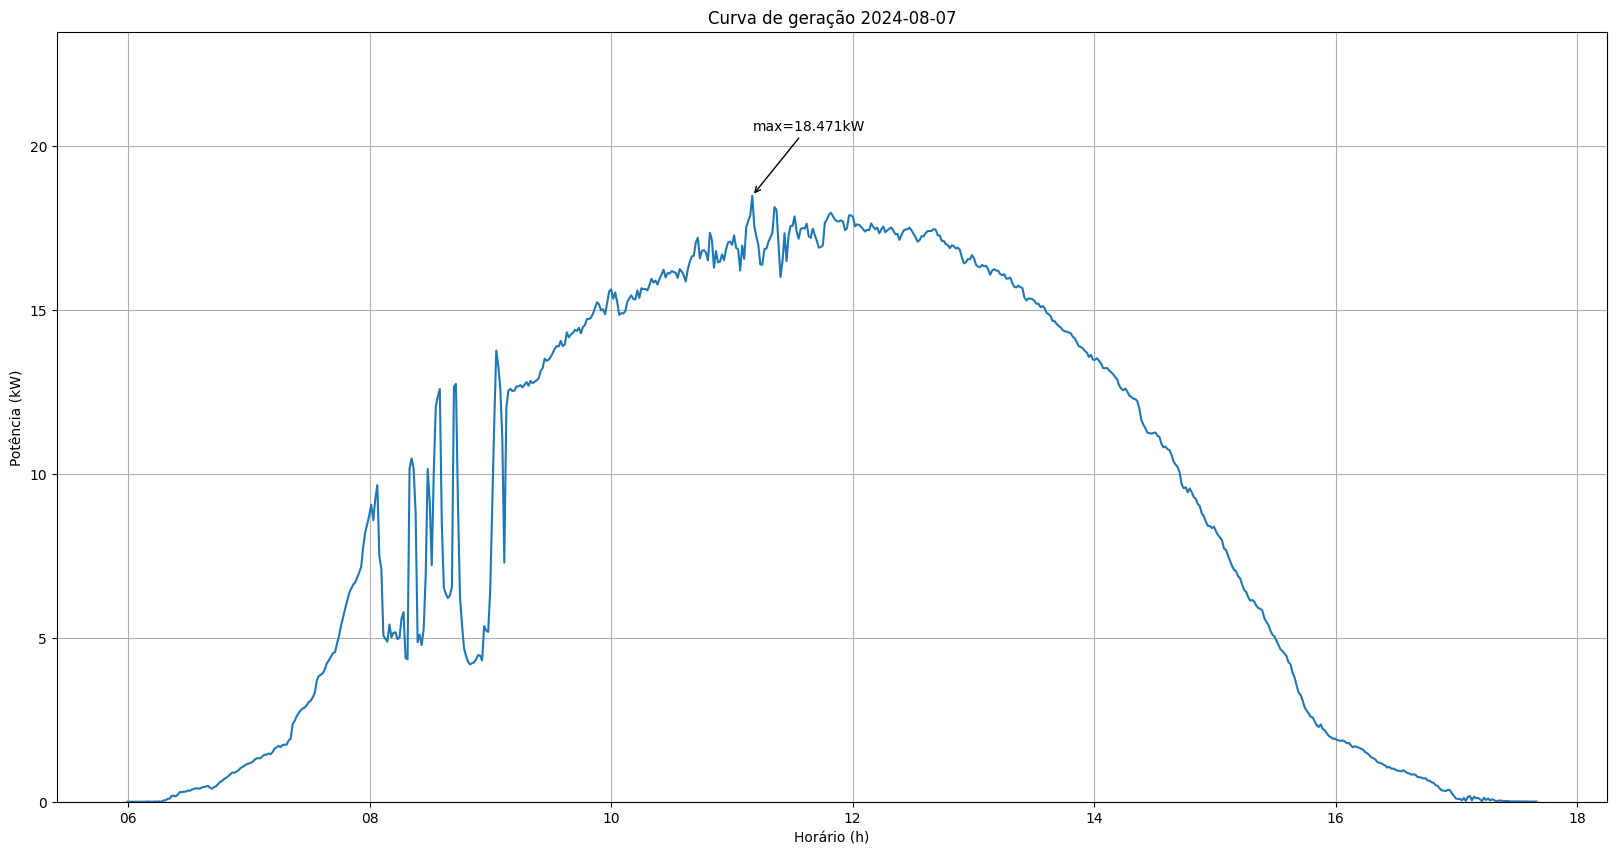 Curva de geração 2024-08-07
max=18.471kW
Potência (kW)
20
15
10
5
0
06 08 10 12 14 16 18
Horário (h)